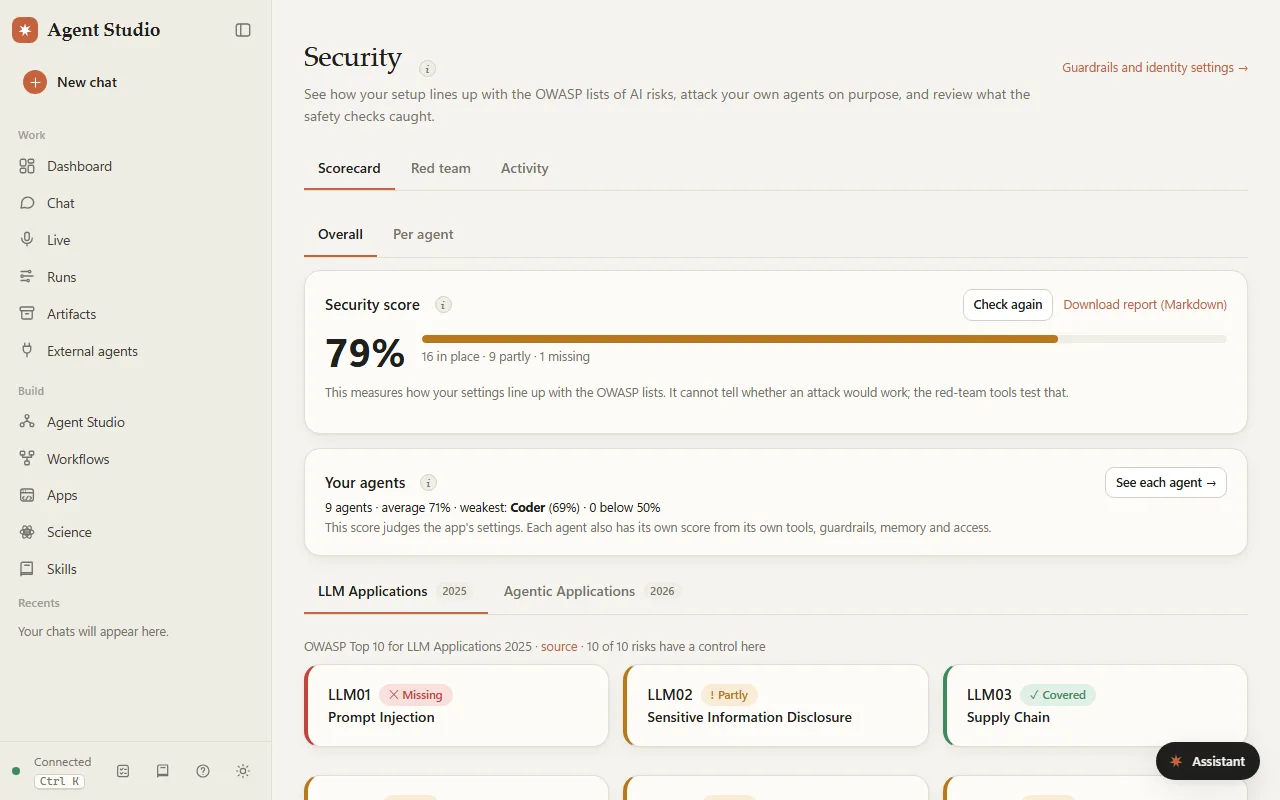 Agent Studio
New chat
Work
Dashboard
Chat
Live
Runs
Artifacts
External agents
Build
Agent Studio
Workflows
Apps
Science
Skills
Recents
Your chats will appear here.
Connected
Ctrl K
Security
Guardrails and identity settings →
See how your setup lines up with the OWASP lists of AI risks, attack your own agents on purpose, and review what the
safety checks caught.
Scorecard Red team Activity
Overall Per agent
Security score
Check again Download report (Markdown)
79%
16 in place · 9 partly · 1 missing
This measures how your settings line up with the OWASP lists. It cannot tell whether an attack would work; the red-team tools test that.
Your agents
See each agent →
9 agents · average 71% · weakest: Coder (69%) · 0 below 50%
This score judges the app's settings. Each agent also has its own score from its own tools, guardrails, memory and access.
LLM Applications 2025 Agentic Applications 2026
OWASP Top 10 for LLM Applications 2025 · source · 10 of 10 risks have a control here
LLM01 Missing
Prompt Injection
LLM02 ! Partly
Sensitive Information Disclosure
LLM03 ✓ Covered
Supply Chain
Assistant